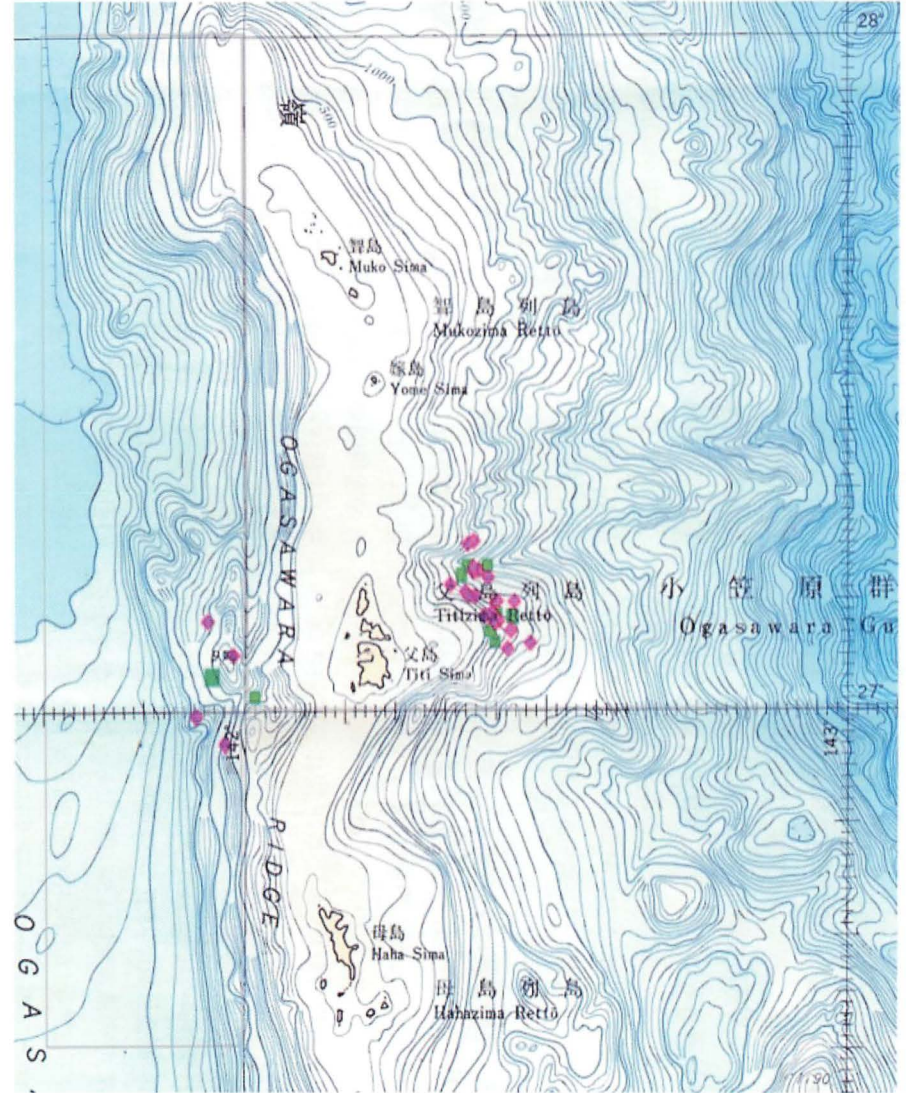 28°
1000
500
嶺
聟島
Muko Sima
聟島列島
Mukozima Rettō
嫁島
Yome Sima
OGASAWARA
父島列島
Titizima Rettō
小笠原群
Ogasawara Gu
父島
Titi Sima
27°
142°
143°
RIDGE
母島
Haha Sima
母島列島
Hahazima Rettō
OGAS